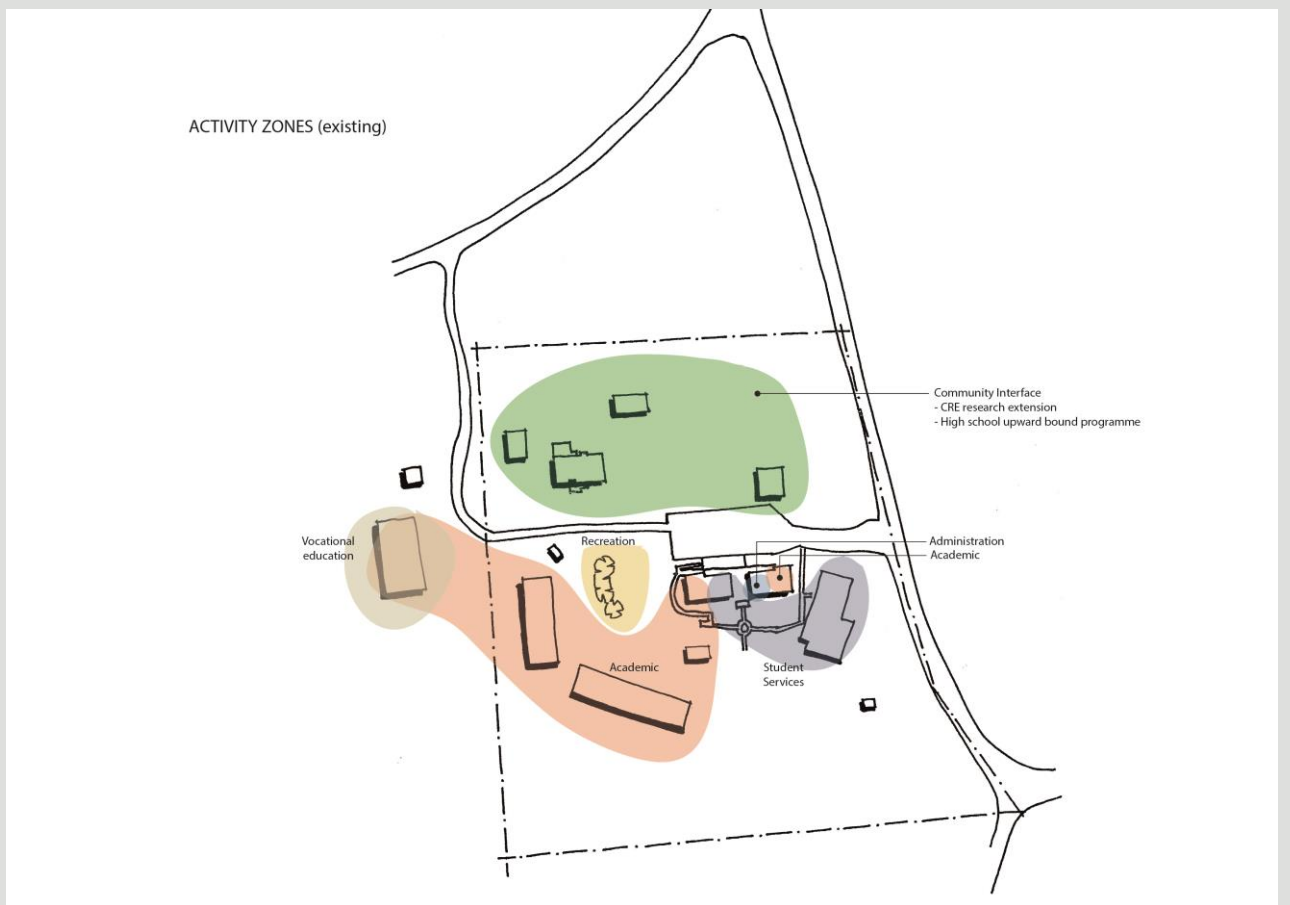 ACTIVITY ZONES (existing)
Community Interface
- CRE research extension
- High school upward bound programme
Vocational
education
Recreation
Administration
Academic
Academic
Student
Services